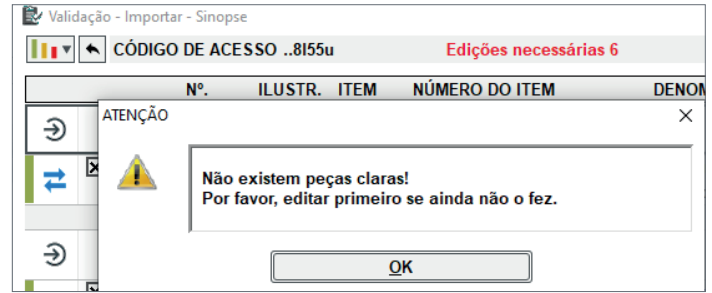 Validação - Importar - Sinopse
CÓDIGO DE ACESSO ..8I55u Edições necessárias 6
Nº. ILUSTR. ITEM NÚMERO DO ITEM DENOM
ATENÇÃO
Não existem peças claras!
Por favor, editar primeiro se ainda não o fez.
OK